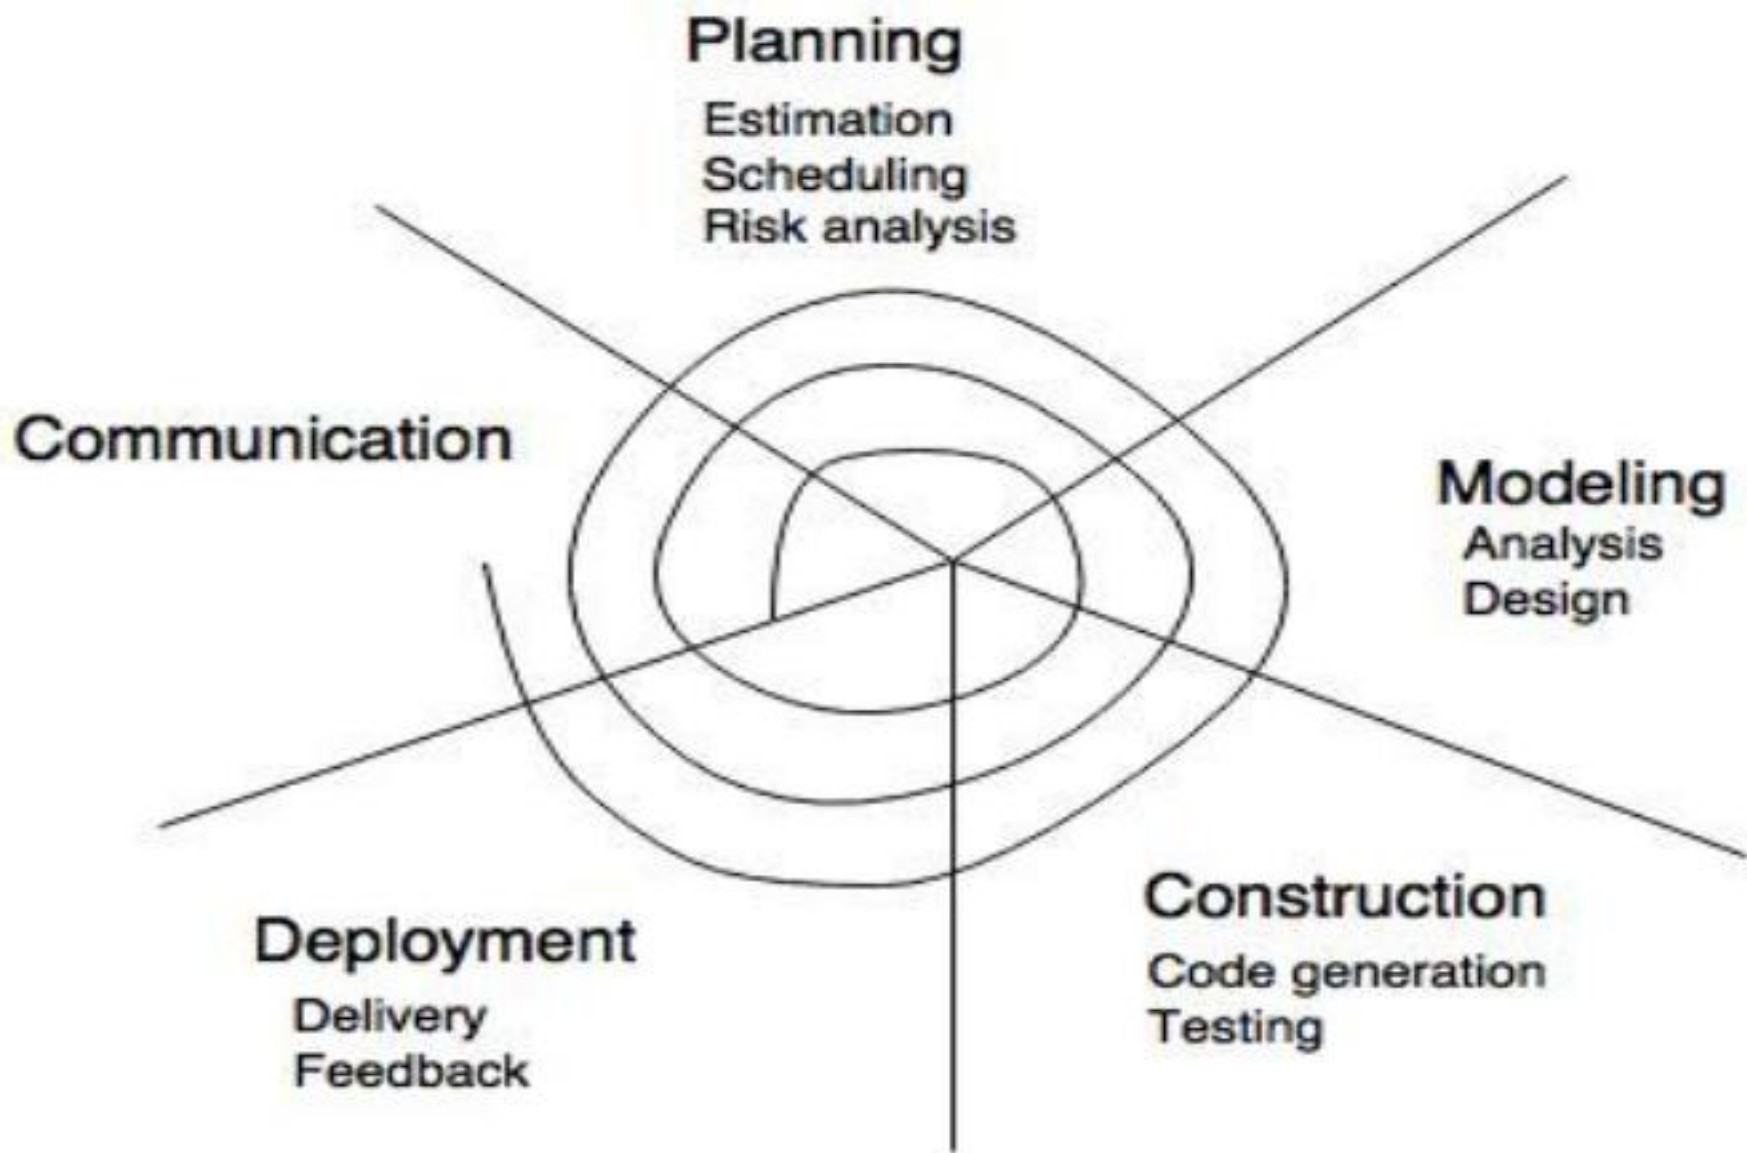 Planning
Estimation
Scheduling
Risk analysis
Communication
Modeling
Analysis
Design
Construction
Code generation
Testing
Deployment
Delivery
Feedback